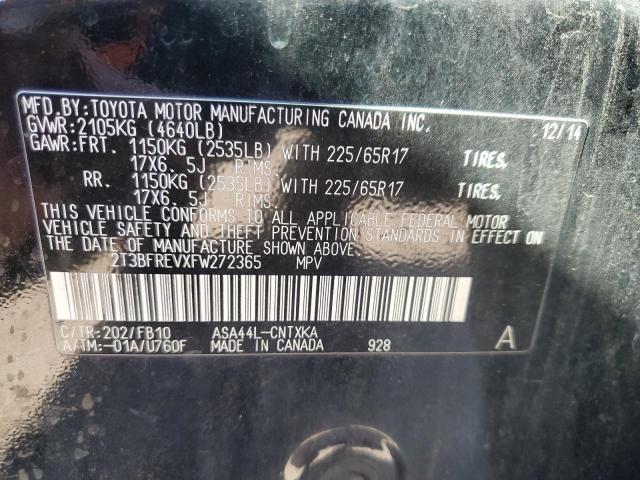 MFD.BY:TOYOTA MOTOR MANUFACTURING CANADA INC. 12/14
GVWR:2105KG (4640LB)
GAWR:FRT. 1150KG (2535LB) WITH 225/65R17 TIRES,
17X6.5J RIMS.
RR. 1150KG (2535LB) WITH 225/65R17 TIRES,
17X6.5J RIMS.
THIS VEHICLE CONFORMS TO ALL APPLICABLE FEDERAL MOTOR
VEHICLE SAFETY, BUMPER, AND THEFT PREVENTION STANDARDS IN EFFECT ON
THE DATE OF MANUFACTURE SHOWN ABOVE.
2T3BFREVXFW272365 MPV
C/TR:202/FB10 ASA44L-CNTXKA
A/TM:-01A/U760F MADE IN CANADA 928 A